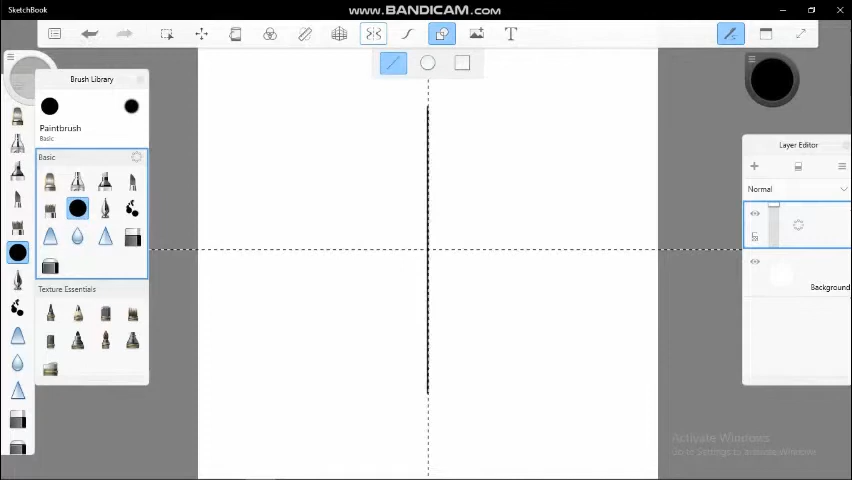 SketchBook
www.BANDICAM.com
T
Brush Library
Paintbrush
Basic
Basic
Texture Essentials
Layer Editor
Normal
Background
Activate Windows
Go to Settings to activate Windows.